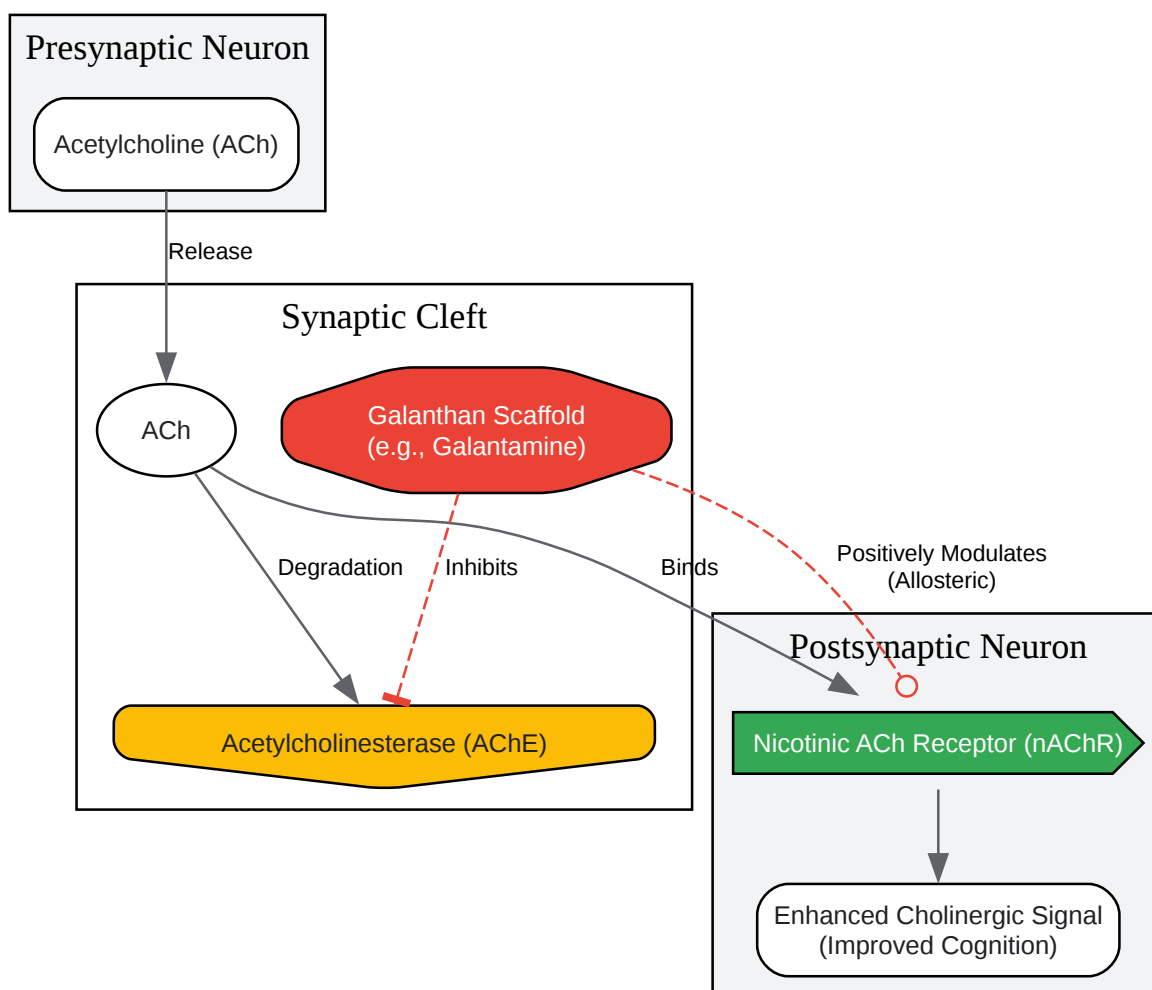 Presynaptic Neuron
Acetylcholine (ACh)
Release
Synaptic Cleft
ACh
Galanthan Scaffold
(e.g., Galantamine)
Degradation
Inhibits
Binds
Positively Modulates
(Allosteric)
Postsynaptic Neuron
Acetylcholinesterase (AChE)
Nicotinic ACh Receptor (nAChR)
Enhanced Cholinergic Signal
(Improved Cognition)